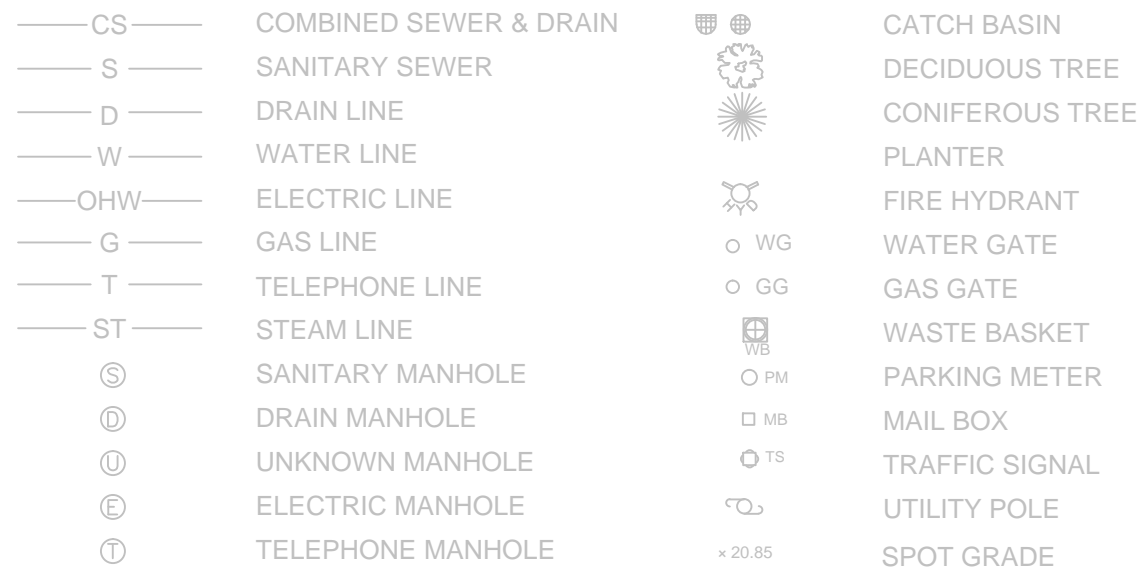 CS COMBINED SEWER & DRAIN CATCH BASIN
S SANITARY SEWER DECIDUOUS TREE
D DRAIN LINE CONIFEROUS TREE
W WATER LINE PLANTER
OHW ELECTRIC LINE FIRE HYDRANT
G GAS LINE WG WATER GATE
T TELEPHONE LINE GG GAS GATE
ST STEAM LINE WB WASTE BASKET
S SANITARY MANHOLE PM PARKING METER
D DRAIN MANHOLE MB MAIL BOX
U UNKNOWN MANHOLE TS TRAFFIC SIGNAL
E ELECTRIC MANHOLE UTILITY POLE
T TELEPHONE MANHOLE × 20.85 SPOT GRADE